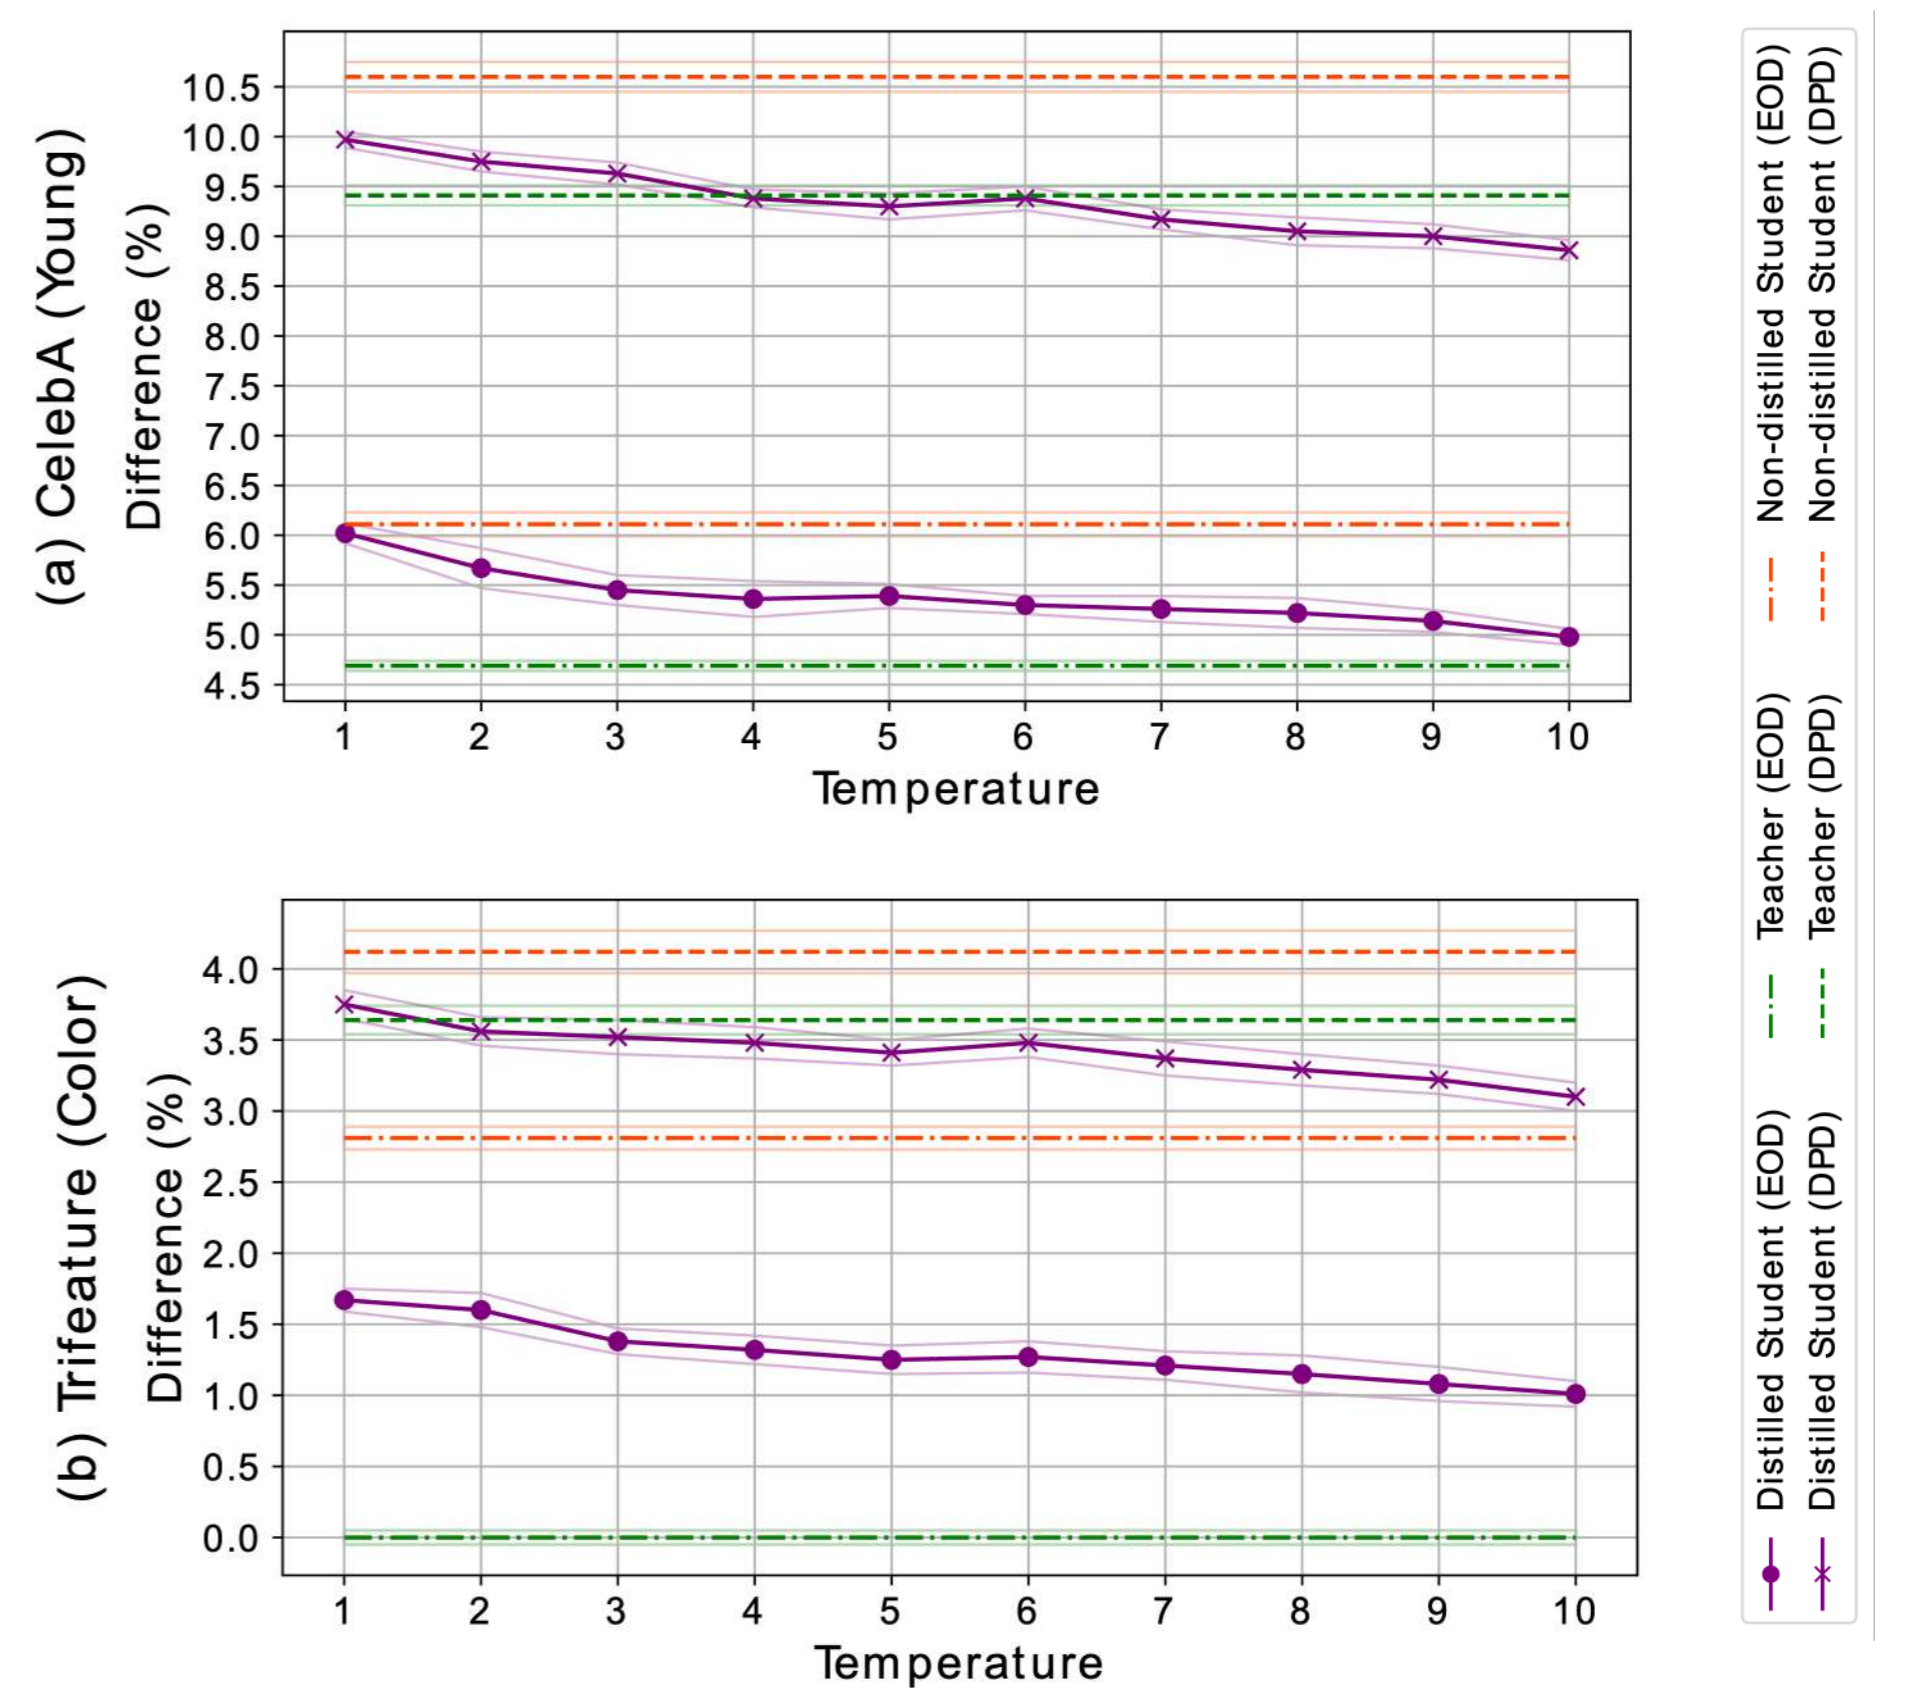 (a) CelebA (Young)
Difference (%)
10.5
10.0
9.5
9.0
8.5
8.0
7.5
7.0
6.5
6.0
5.5
5.0
4.5
1 2 3 4 5 6 7 8 9 10
Temperature
(b) Trifeature (Color)
Difference (%)
4.0
3.5
3.0
2.5
2.0
1.5
1.0
0.5
0.0
1 2 3 4 5 6 7 8 9 10
Temperature
Distilled Student (EOD)
Distilled Student (DPD)
Teacher (EOD)
Teacher (DPD)
Non-distilled Student (EOD)
Non-distilled Student (DPD)